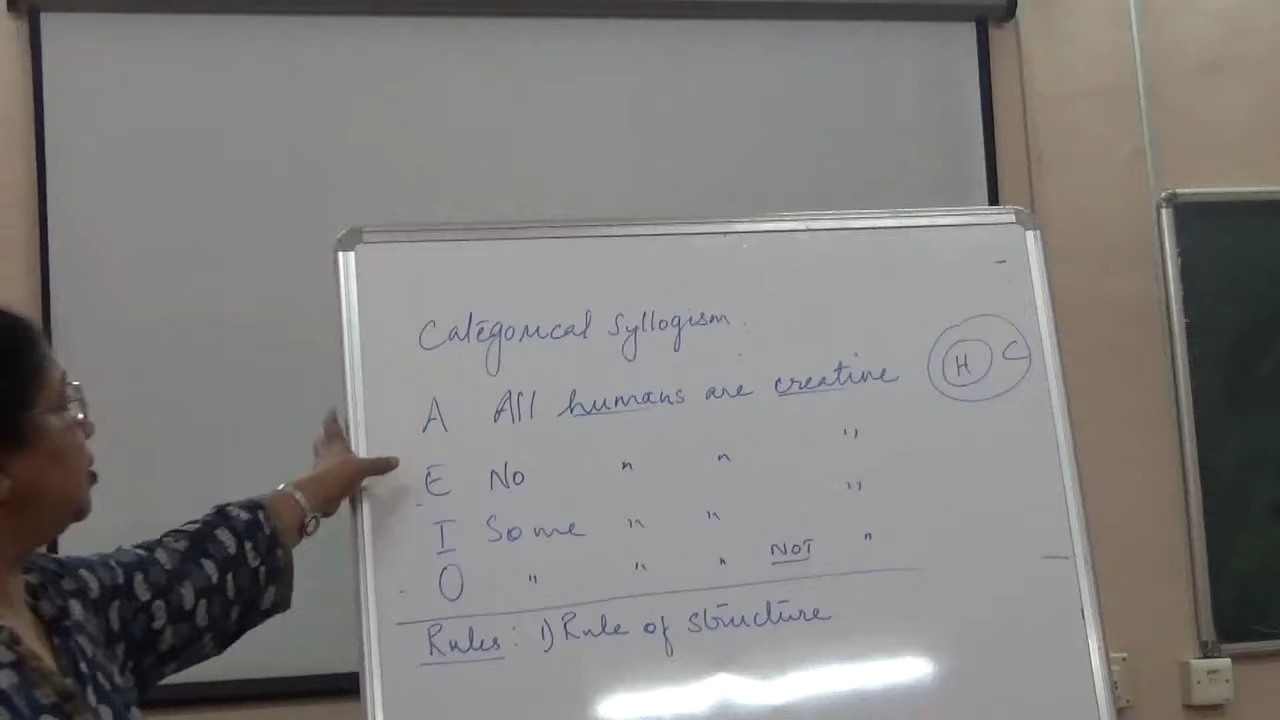 Categorical Syllogism.
A All humans are creative
H C
E No " " "
I Some " " "
O " " " NOT "
Rules: 1) Rule of structure